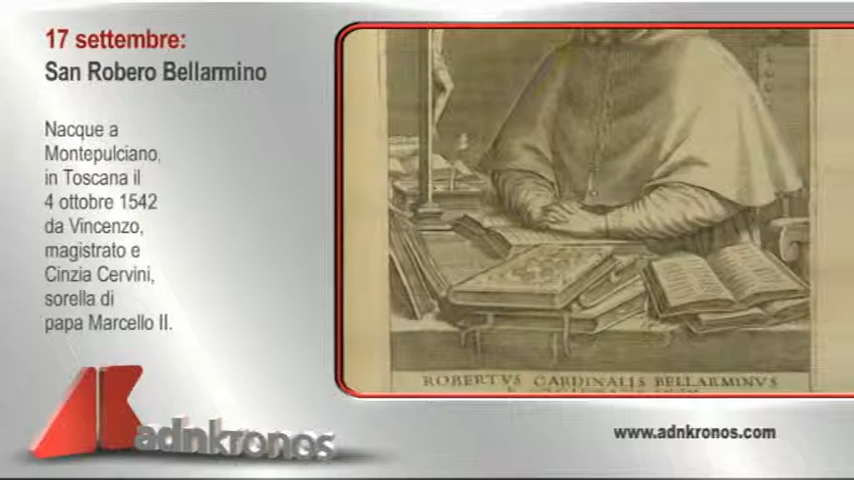 17 settembre:
San Robero Bellarmino
Nacque a
Montepulciano,
in Toscana il
4 ottobre 1542
da Vincenzo,
magistrato e
Cinzia Cervini,
sorella di
papa Marcello II.
ROBERTVS CARDINALIS BELLARMINVS
adnkronos
www.adnkronos.com